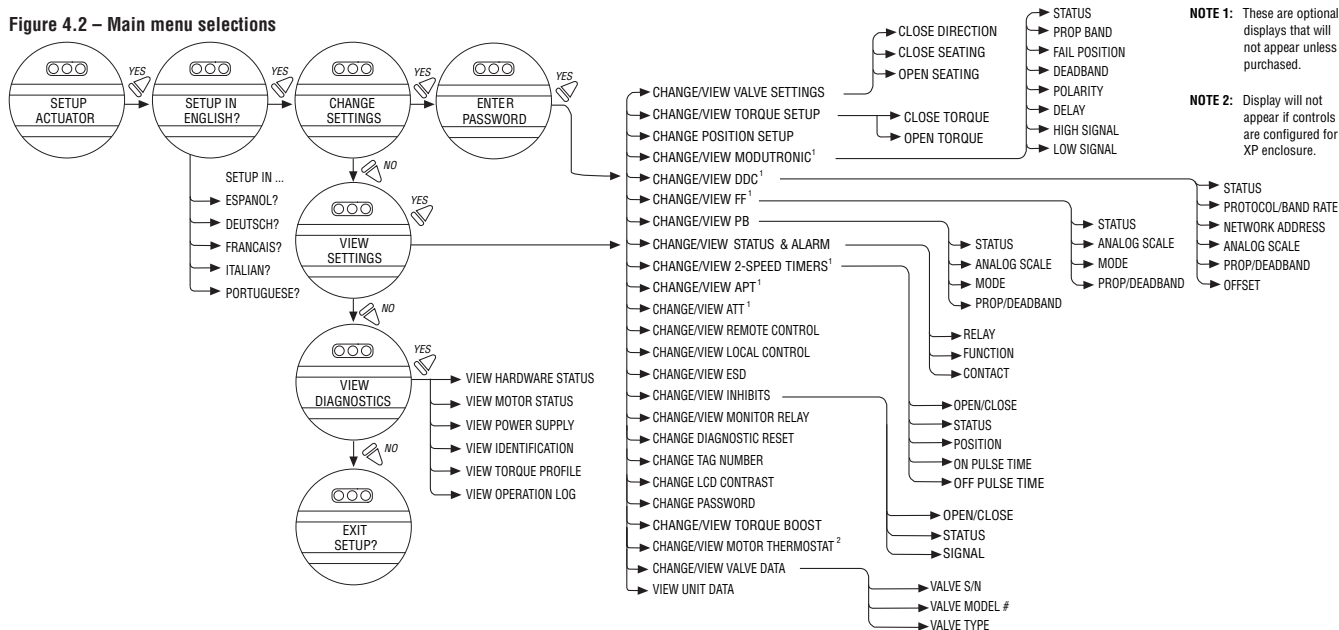 Figure 4.2 – Main menu selections
SETUP
ACTUATOR
YES
SETUP IN
ENGLISH?
YES
CHANGE
SETTINGS
YES
ENTER
PASSWORD
YES
SETUP IN ...
ESPANOL?
DEUTSCH?
FRANCAIS?
ITALIAN?
PORTUGUESE?
NO
VIEW
SETTINGS
YES
NO
VIEW
DIAGNOSTICS
YES
VIEW HARDWARE STATUS
VIEW MOTOR STATUS
VIEW POWER SUPPLY
VIEW IDENTIFICATION
VIEW TORQUE PROFILE
VIEW OPERATION LOG
NO
EXIT
SETUP?
CHANGE/VIEW VALVE SETTINGS
CHANGE/VIEW TORQUE SETUP
CHANGE POSITION SETUP
CHANGE/VIEW MODUTRONIC1
CHANGE/VIEW DDC1
CHANGE/VIEW FF1
CHANGE/VIEW PB
CHANGE/VIEW STATUS & ALARM
CHANGE/VIEW 2-SPEED TIMERS1
CHANGE/VIEW APT1
CHANGE/VIEW ATT1
CHANGE/VIEW REMOTE CONTROL
CHANGE/VIEW LOCAL CONTROL
CHANGE/VIEW ESD
CHANGE/VIEW INHIBITS
CHANGE/VIEW MONITOR RELAY
CHANGE DIAGNOSTIC RESET
CHANGE TAG NUMBER
CHANGE LCD CONTRAST
CHANGE PASSWORD
CHANGE/VIEW TORQUE BOOST
CHANGE/VIEW MOTOR THERMOSTAT2
CHANGE/VIEW VALVE DATA
VIEW UNIT DATA
CLOSE DIRECTION
CLOSE SEATING
OPEN SEATING
CLOSE TORQUE
OPEN TORQUE
STATUS
PROP BAND
FAIL POSITION
DEADBAND
POLARITY
DELAY
HIGH SIGNAL
LOW SIGNAL
STATUS
PROTOCOL/BAND RATE
NETWORK ADDRESS
ANALOG SCALE
PROP/DEADBAND
OFFSET
STATUS
ANALOG SCALE
MODE
PROP/DEADBAND
STATUS
ANALOG SCALE
MODE
PROP/DEADBAND
RELAY
FUNCTION
CONTACT
OPEN/CLOSE
STATUS
POSITION
ON PULSE TIME
OFF PULSE TIME
OPEN/CLOSE
STATUS
SIGNAL
VALVE S/N
VALVE MODEL #
VALVE TYPE
NOTE 1: These are optional
displays that will
not appear unless
purchased.
NOTE 2: Display will not
appear if controls
are configured for
XP enclosure.